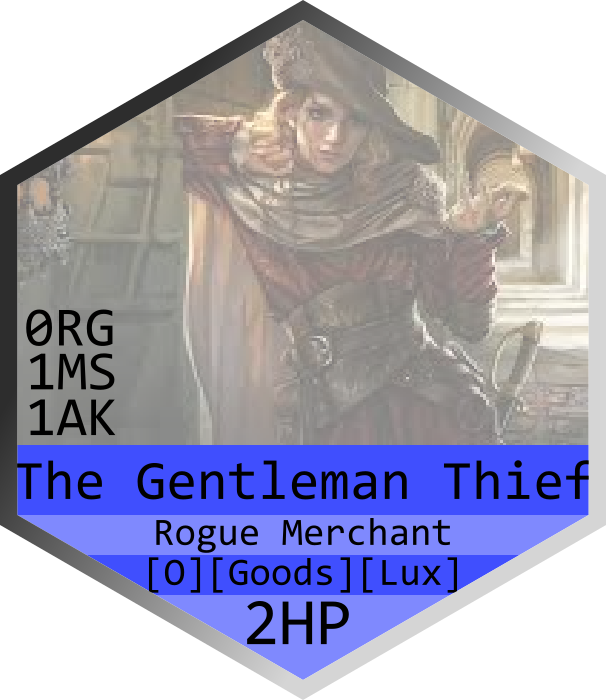 0RG
1MS
1AK
The Gentleman Thief
Rogue Merchant
[O][Goods][Lux]
2HP